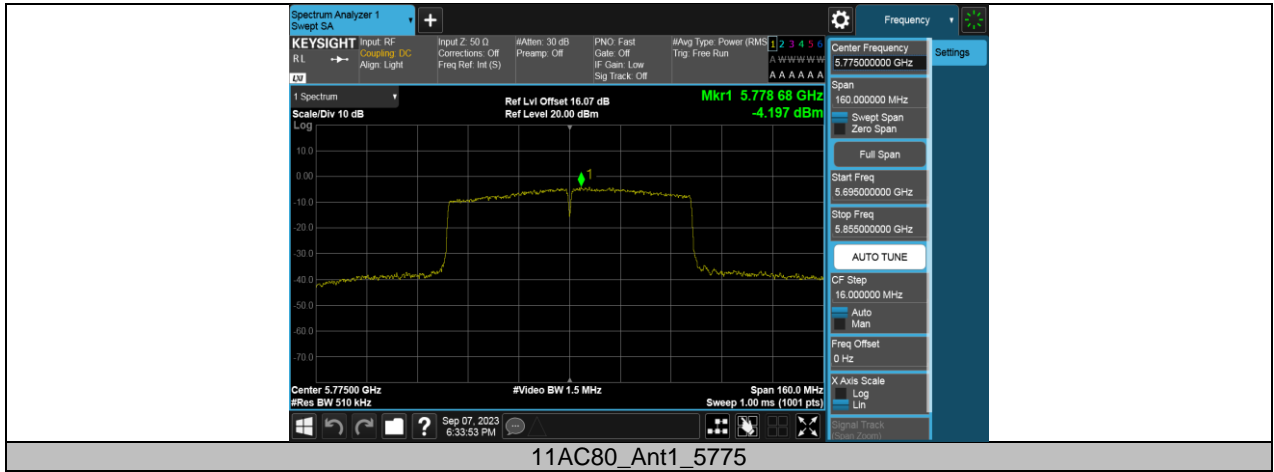 Spectrum Analyzer 1
Swept SA
Frequency
KEYSIGHT
Input: RF
Coupling: DC
Align: Light
Input Z: 50 Ω
Corrections: Off
Freq Ref: Int (S)
#Atten: 30 dB
Preamp: Off
PNO: Fast
Gate: Off
IF Gain: Low
Sig Track: Off
#Avg Type: Power (RMS
Trig: Free Run
1 2 3 4 5 6
A W W W W W
A A A A A A
RL
LXI
1 Spectrum
Scale/Div 10 dB
Ref Lvl Offset 16.07 dB
Ref Level 20.00 dBm
Mkr1 5.778 68 GHz
-4.197 dBm
Log
10.0
0.00
-10.0
-20.0
-30.0
-40.0
-50.0
-60.0
-70.0
1
Center 5.77500 GHz
#Res BW 510 kHz
#Video BW 1.5 MHz
Span 160.0 MHz
Sweep 1.00 ms (1001 pts)
Settings
Center Frequency
5.775000000 GHz
Span
160.000000 MHz
Swept Span
Zero Span
Full Span
Start Freq
5.695000000 GHz
Stop Freq
5.855000000 GHz
AUTO TUNE
CF Step
16.000000 MHz
Auto
Man
Freq Offset
0 Hz
X Axis Scale
Log
Lin
Signal Track
(Span Zoom)
?
Sep 07, 2023
6:33:53 PM
11AC80_Ant1_5775